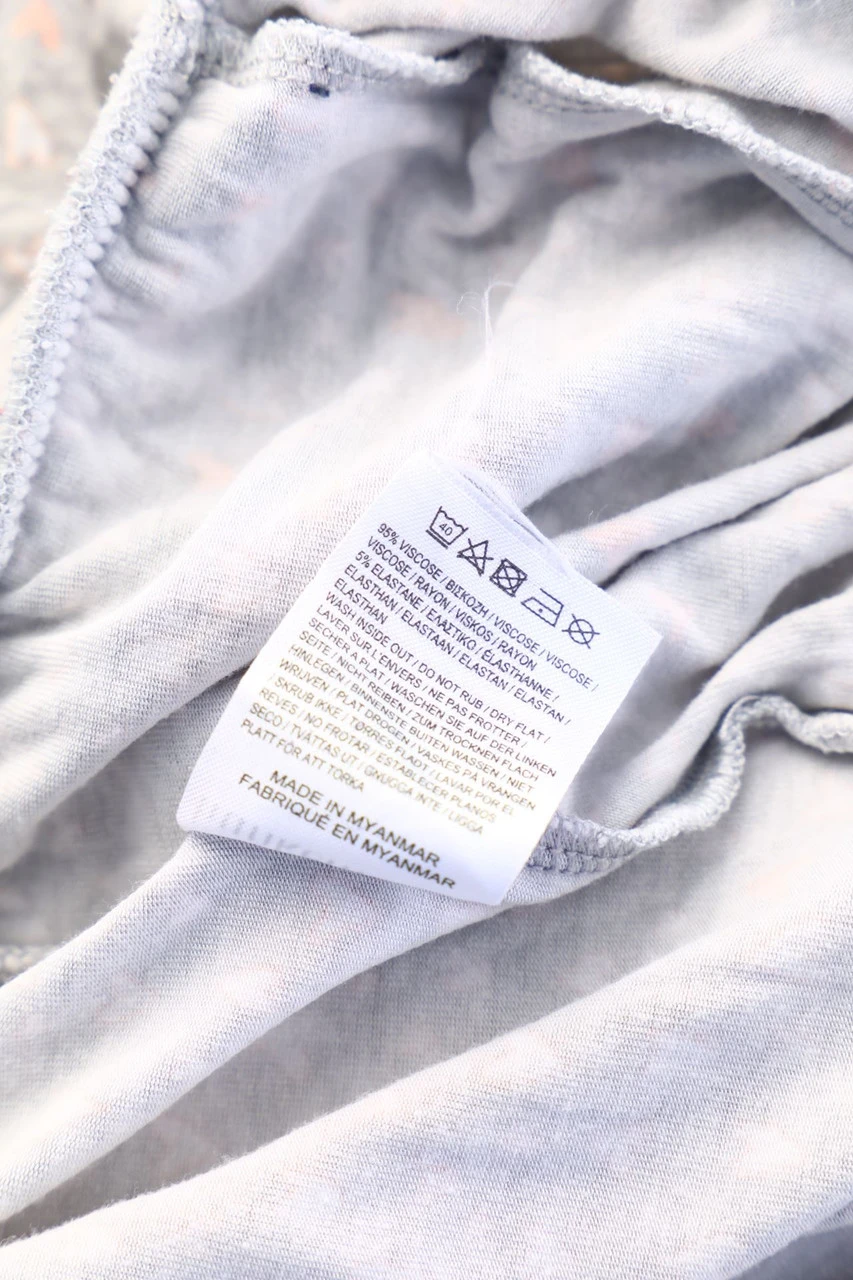 40
95% VISCOSE / ΒΙΣΚΟΖΗ / VISCOSE / VISCOSE /
VISCOSE / RAYON / VISKOS / RAYON
5% ELASTANE / ΕΛΑΣΤΙΚΟ / ÉLASTHANNE /
ELASTHAN / ELASTAAN / ELASTAN / ELASTAN /
ELASTHAN
WASH INSIDE OUT / DO NOT RUB / DRY FLAT /
LAVER SUR L'ENVERS / NE PAS FROTTER /
SECHER A PLAT / WASCHEN SIE AUF DER LINKEN
SEITE / NICHT REIBEN / ZUM TROCKNEN FLACH
HINLEGEN / BINNENSTE BUITEN WASSEN / NIET
WRIJVEN / PLAT DROGEN / VASKES PÅ VRANGEN
/ SKRUB IKKE / TØRRES FLADT / LAVAR POR EL
REVES / NO FROTAR / ESTABLECER PLANOS
SECO / TVÄTTAS UT / GNUGGA INTE / LIGGA
PLATT FÖR ATT TORKA
MADE IN MYANMAR
FABRIQUÉ EN MYANMAR